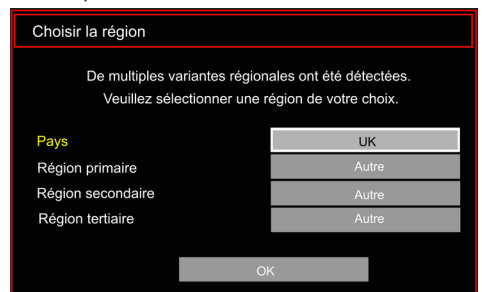 Choisir la région
De multiples variantes régionales ont été détectées.
Veuillez sélectionner une région de votre choix.
Pays UK
Région primaire Autre
Région secondaire Autre
Région tertiaire Autre
OK